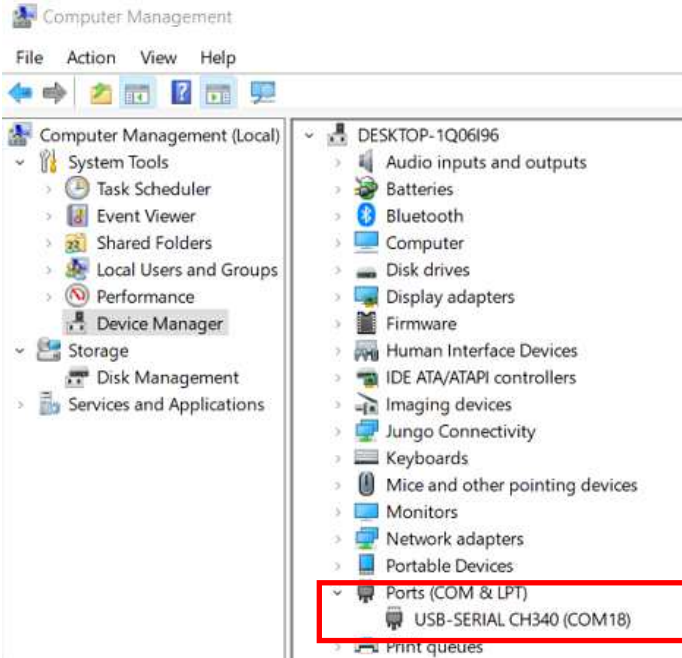 Computer Management
File Action View Help
Computer Management (Local)
System Tools
Task Scheduler
Event Viewer
Shared Folders
Local Users and Groups
Performance
Device Manager
Storage
Disk Management
Services and Applications
DESKTOP-1Q06I96
Audio inputs and outputs
Batteries
Bluetooth
Computer
Disk drives
Display adapters
Firmware
Human Interface Devices
IDE ATA/ATAPI controllers
Imaging devices
Jungo Connectivity
Keyboards
Mice and other pointing devices
Monitors
Network adapters
Portable Devices
Ports (COM & LPT)
USB-SERIAL CH340 (COM18)
Print queues